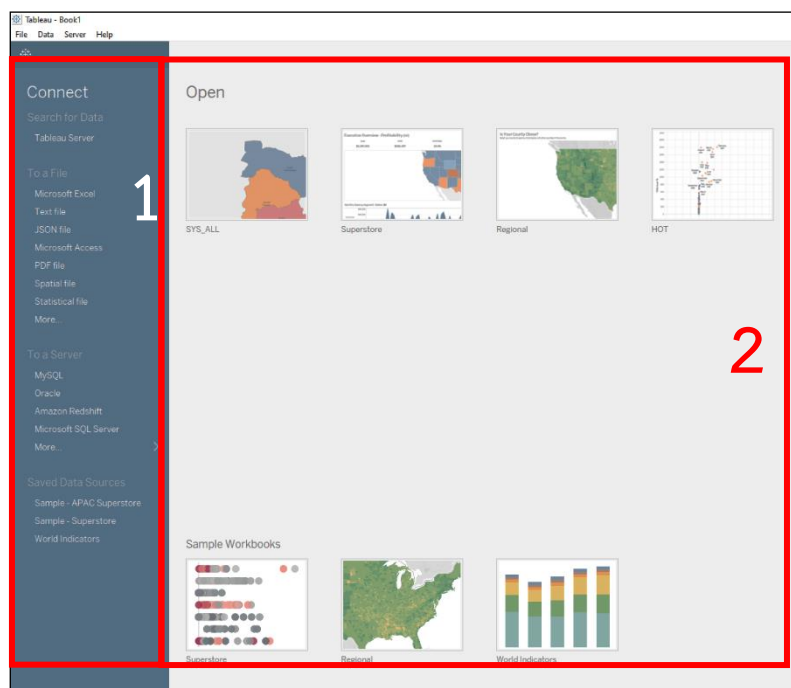 Tableau - Book1
File Data Server Help
Connect
Search for Data
Tableau Server
To a File
Microsoft Excel
Text file
JSON file
Microsoft Access
PDF file
Spatial file
Statistical file
More...
To a Server
MySQL
Oracle
Amazon Redshift
Microsoft SQL Server
More...
Saved Data Sources
Sample - APAC Superstore
Sample - Superstore
World Indicators
1
Open
SYS_ALL
Superstore
Regional
HOT
2
Sample Workbooks
Superstore
Regional
World Indicators